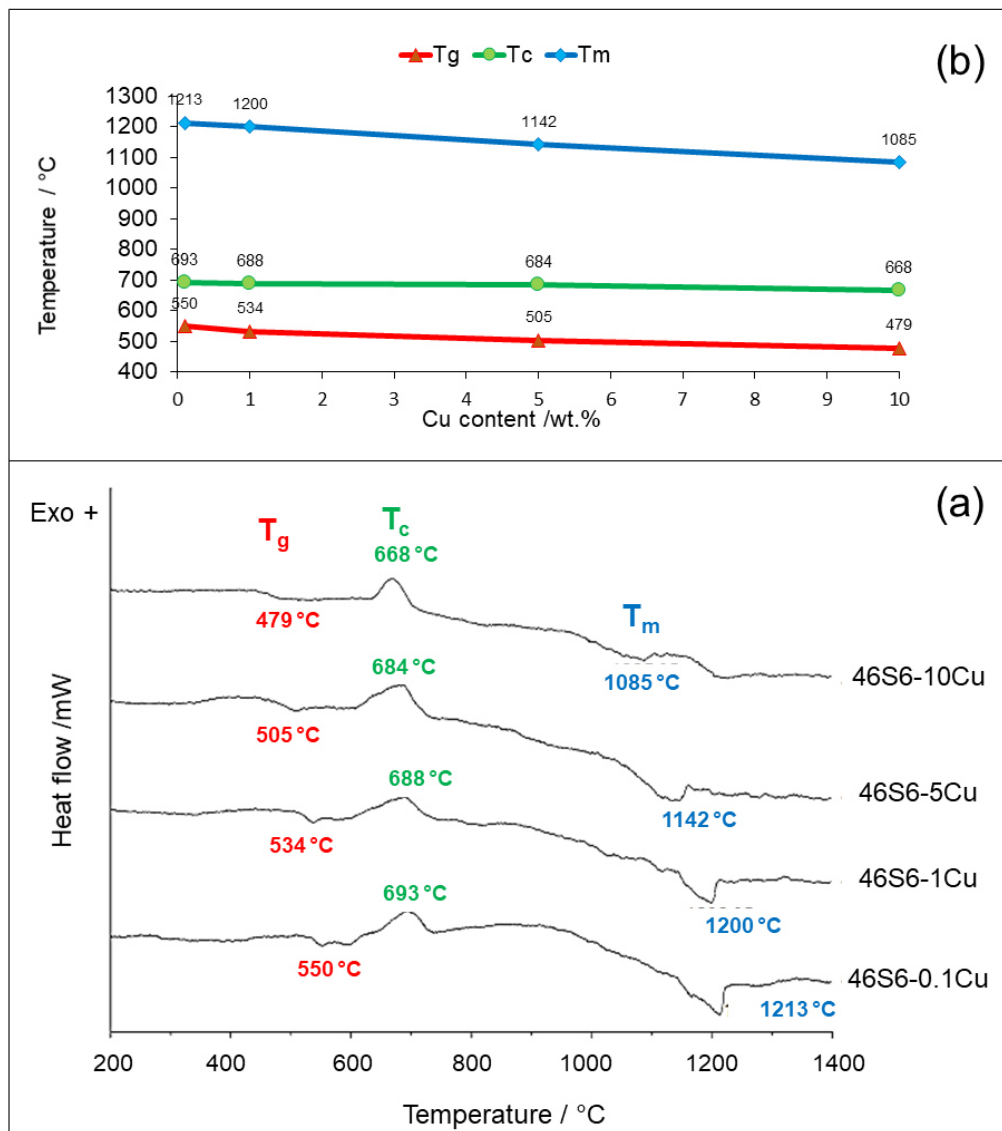 Tg Tc Tm
(b)
1300
1200
1100
1000
900
800
700
600
500
400
Temperature / °C
1213 1200 1142 1085
693 688 684 668
550 534 505 479
0 1 2 3 4 5 6 7 8 9 10
Cu content /wt.%
(a)
Exo +
Heat flow /mW
Tg Tc
668 °C
479 °C
Tm
1085 °C
46S6-10Cu
684 °C
505 °C
1142 °C
46S6-5Cu
688 °C
534 °C
1200 °C
46S6-1Cu
693 °C
550 °C
1213 °C
46S6-0.1Cu
200 400 600 800 1000 1200 1400
Temperature / °C